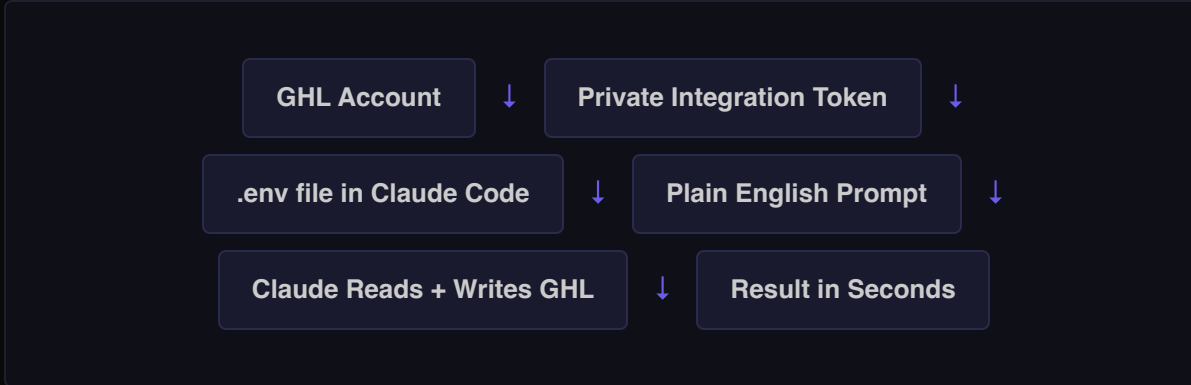 GHL Account ↓ Private Integration Token ↓
.env file in Claude Code ↓ Plain English Prompt ↓
Claude Reads + Writes GHL ↓ Result in Seconds